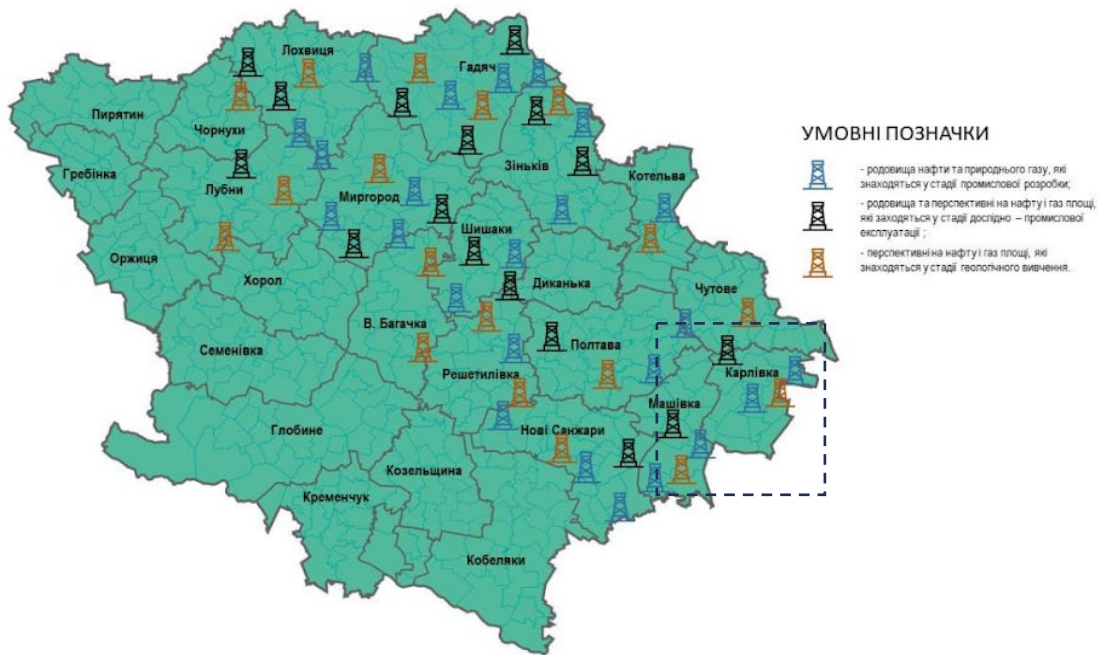 Лохвиця
Гадяч
Пирятин
Чорнухи
Гребінка
Лубни
Миргород
Зіньків
Котельва
Шишаки
Оржиця
Хорол
Диканька
Чутове
В. Багачка
Семенівка
Решетилівка
Полтава
Карлівка
Машівка
Глобине
Нові Санжари
Козельщина
Кременчук
Кобеляки
УМОВНІ ПОЗНАЧКИ
- родовища нафти та природнього газу, які
знаходяться у стадії промислової розробки;
- родовища та перспективні на нафту і газ площі,
які заходяться у стадії дослідно – промислової
експлуатації ;
- перспективні на нафту і газ площі, які
знаходяться у стадії геологічного вивчення.